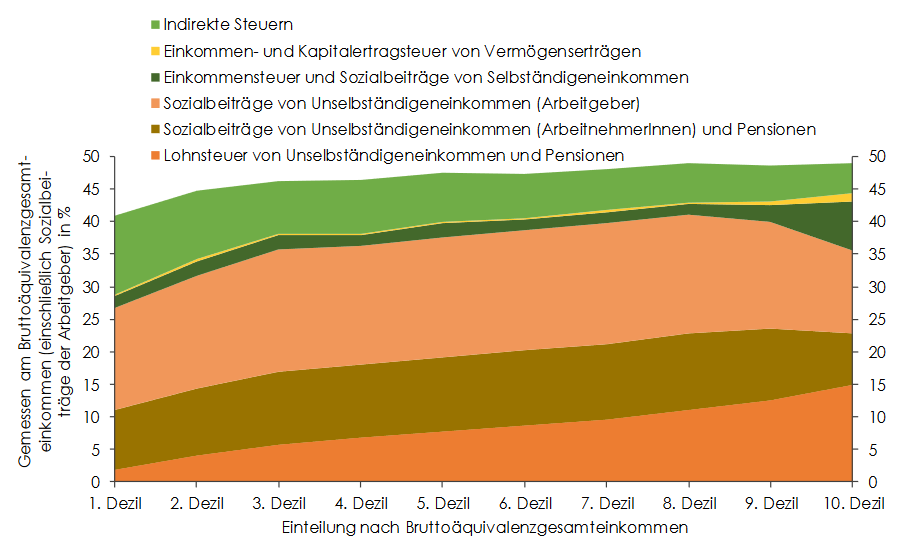 Indirekte Steuern
Einkommen- und Kapitalertragsteuer von Vermögenserträgen
Einkommensteuer und Sozialbeiträge von Selbständigeneinkommen
Sozialbeiträge von Unselbständigeneinkommen (Arbeitgeber)
Sozialbeiträge von Unselbständigeneinkommen (ArbeitnehmerInnen) und Pensionen
Lohnsteuer von Unselbständigeneinkommen und Pensionen
Gemessen am Bruttoäquivalenzgesamt-
einkommen (einschließlich Sozialbei-
träge der Arbeitgeber) in %
50 50
45 45
40 40
35 35
30 30
25 25
20 20
15 15
10 10
5 5
0 0
1. Dezil 2. Dezil 3. Dezil 4. Dezil 5. Dezil 6. Dezil 7. Dezil 8. Dezil 9. Dezil 10. Dezil
Einteilung nach Bruttoäquivalenzgesamteinkommen